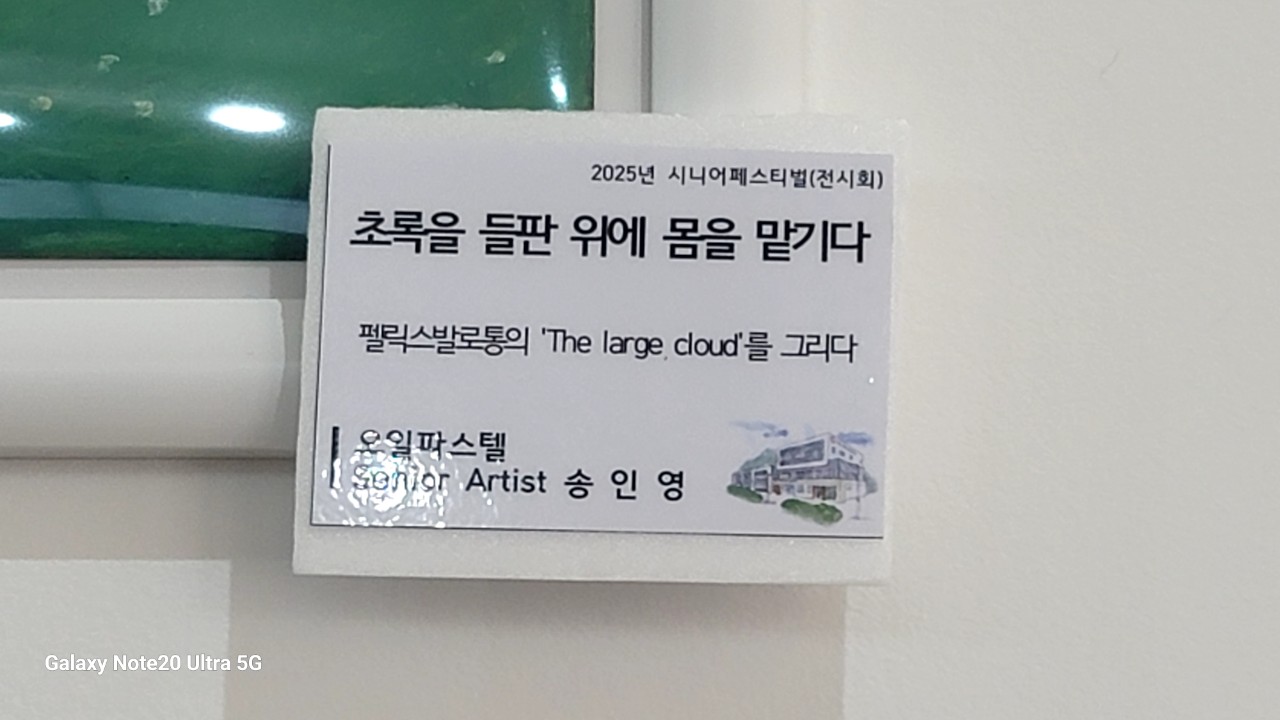 2025년 시니어페스티벌(전시회)
초록을 들판 위에 몸을 맡기다
펠릭스발로통의 'The large cloud'를 그리다
오일파스텔
Senior Artist 송 인 영
Galaxy Note20 Ultra 5G